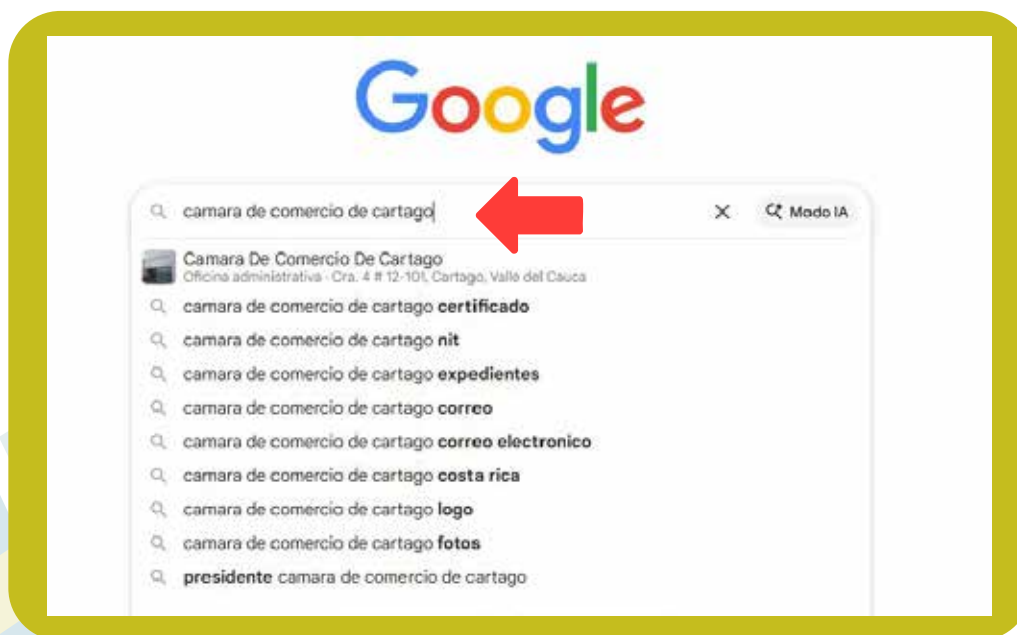 Google
camara de comercio de cartago
Modo IA
Camara De Comercio De Cartago
Oficina administrativa · Cra. 4 # 12-101, Cartago, Valle del Cauca
camara de comercio de cartago certificado
camara de comercio de cartago nit
camara de comercio de cartago expedientes
camara de comercio de cartago correo
camara de comercio de cartago correo electronico
camara de comercio de cartago costa rica
camara de comercio de cartago logo
camara de comercio de cartago fotos
presidente camara de comercio de cartago